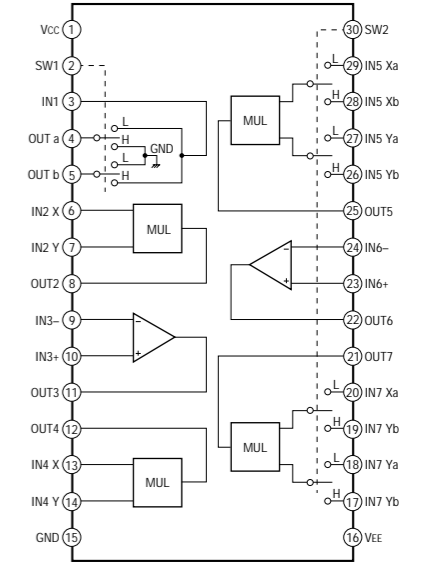 VCC 1
SW1 2
IN1 3
OUT a 4
OUT b 5
IN2 X 6
IN2 Y 7
OUT2 8
IN3– 9
IN3+ 10
OUT3 11
OUT4 12
IN4 X 13
IN4 Y 14
GND 15
L
H
GND
L
H
MUL
–
+
MUL
MUL
–
+
MUL
L
H
L
H
L
H
L
H
30 SW2
29 IN5 Xa
28 IN5 Xb
27 IN5 Ya
26 IN5 Yb
25 OUT5
24 IN6–
23 IN6+
22 OUT6
21 OUT7
20 IN7 Xa
19 IN7 Yb
18 IN7 Ya
17 IN7 Yb
16 VEE